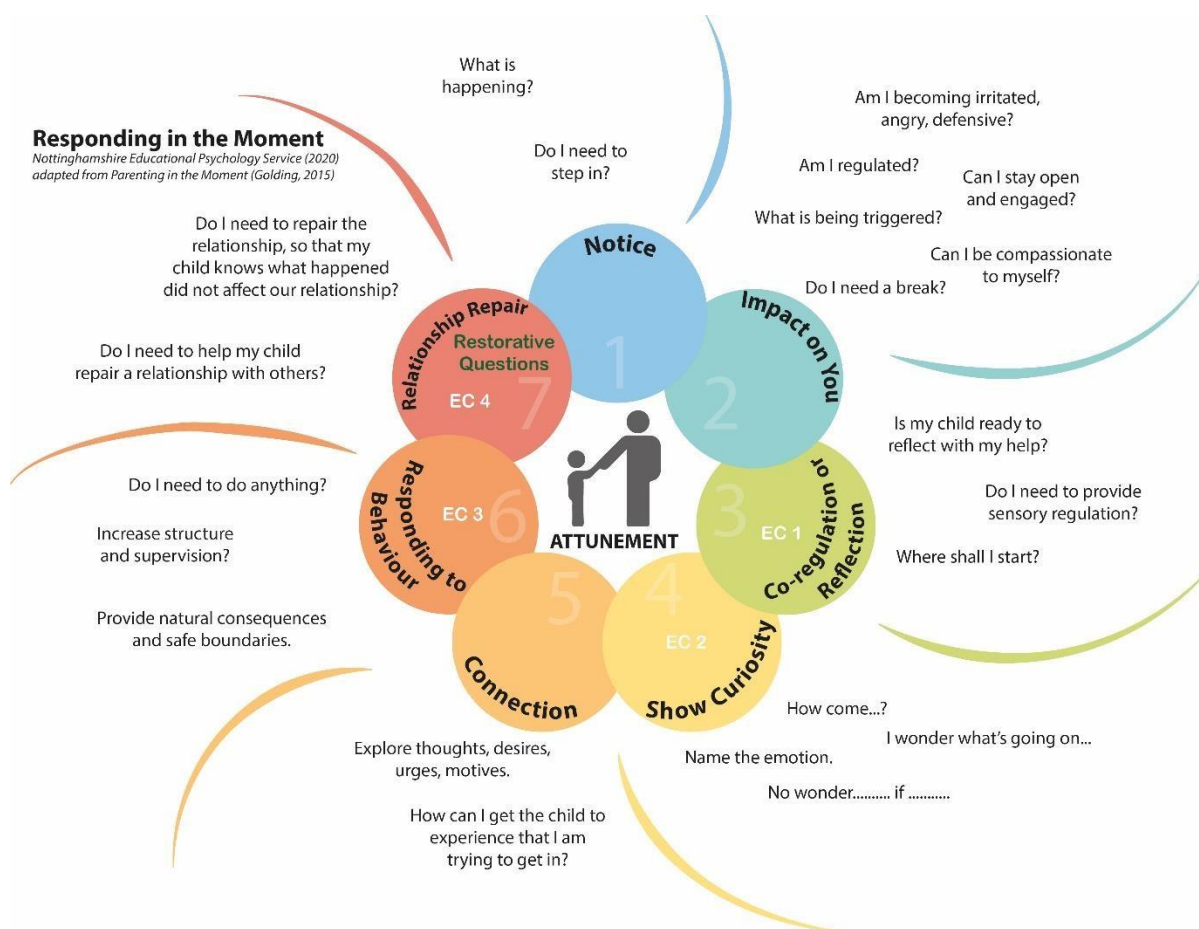 Responding in the Moment
Nottinghamshire Educational Psychology Service (2020)
adapted from Parenting in the Moment (Golding, 2015)
What is
happening?
Do I need to
step in?
Notice
1
Am I becoming irritated,
angry, defensive?
Am I regulated?
Can I stay open
and engaged?
What is being triggered?
Can I be compassionate
to myself?
Do I need a break?
Impact on You
2
Is my child ready to
reflect with my help?
Do I need to provide
sensory regulation?
Where shall I start?
Co-regulation or
Reflection
EC 1
3
How come...?
I wonder what's going on...
Name the emotion.
No wonder.......... if ...........
Show Curiosity
EC 2
4
Explore thoughts, desires,
urges, motives.
How can I get the child to
experience that I am
trying to get in?
Connection
5
Do I need to do anything?
Increase structure
and supervision?
Provide natural consequences
and safe boundaries.
Responding to
Behaviour
EC 3
6
Do I need to repair the
relationship, so that my
child knows what happened
did not affect our relationship?
Do I need to help my child
repair a relationship with others?
Relationship Repair
Restorative
Questions
EC 4
7
ATTUNEMENT